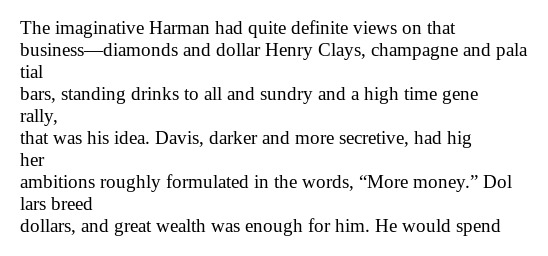 The imaginative Harman had quite definite views on that
business—diamonds and dollar Henry Clays, champagne and pala
tial
bars, standing drinks to all and sundry and a high time gene
rally,
that was his idea. Davis, darker and more secretive, had hig
her
ambitions roughly formulated in the words, “More money.” Dol
lars breed
dollars, and great wealth was enough for him. He would spend